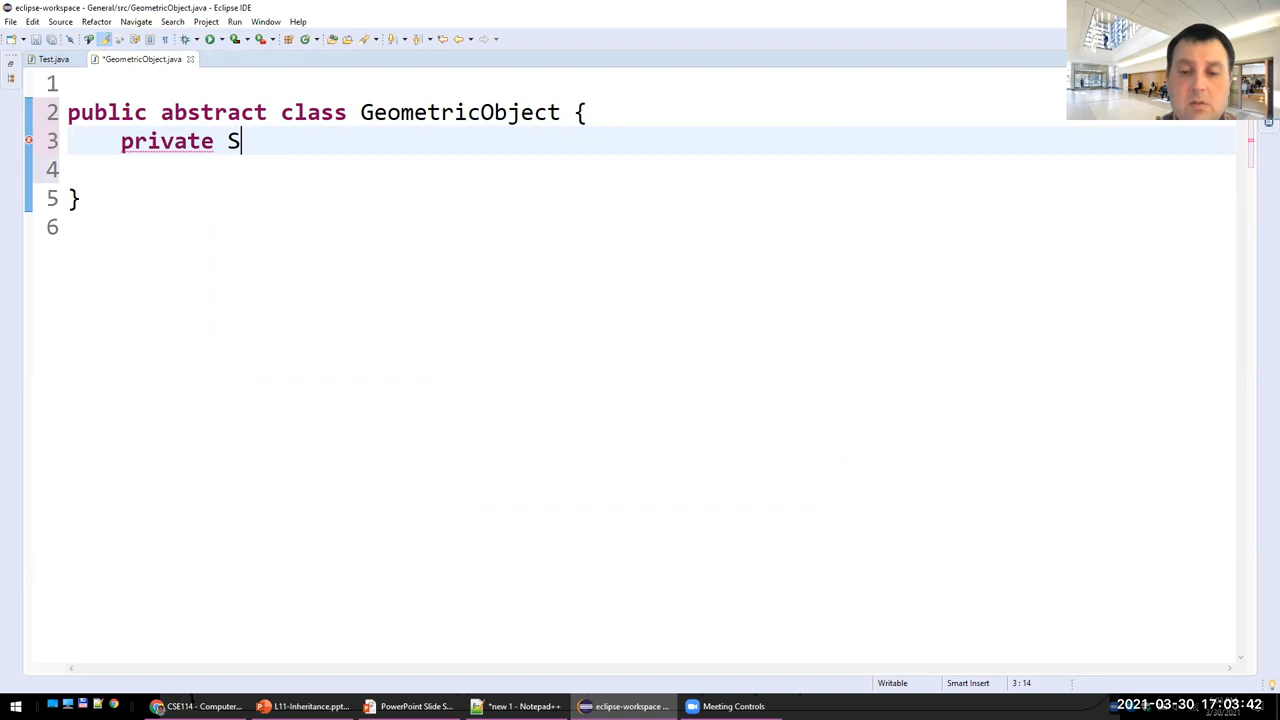 eclipse-workspace - General/src/GeometricObject.java - Eclipse IDE
File Edit Source Refactor Navigate Search Project Run Window Help
Test.java *GeometricObject.java
1
2 public abstract class GeometricObject {
3 private S
4
5 }
6
Writable Smart Insert 3 : 14
CSE114 - Computer... L11-Inheritance.ppt... PowerPoint Slide S... *new 1 - Notepad++ eclipse-workspace ... Meeting Controls
2021-03-30 17:03:42
3/30/2021